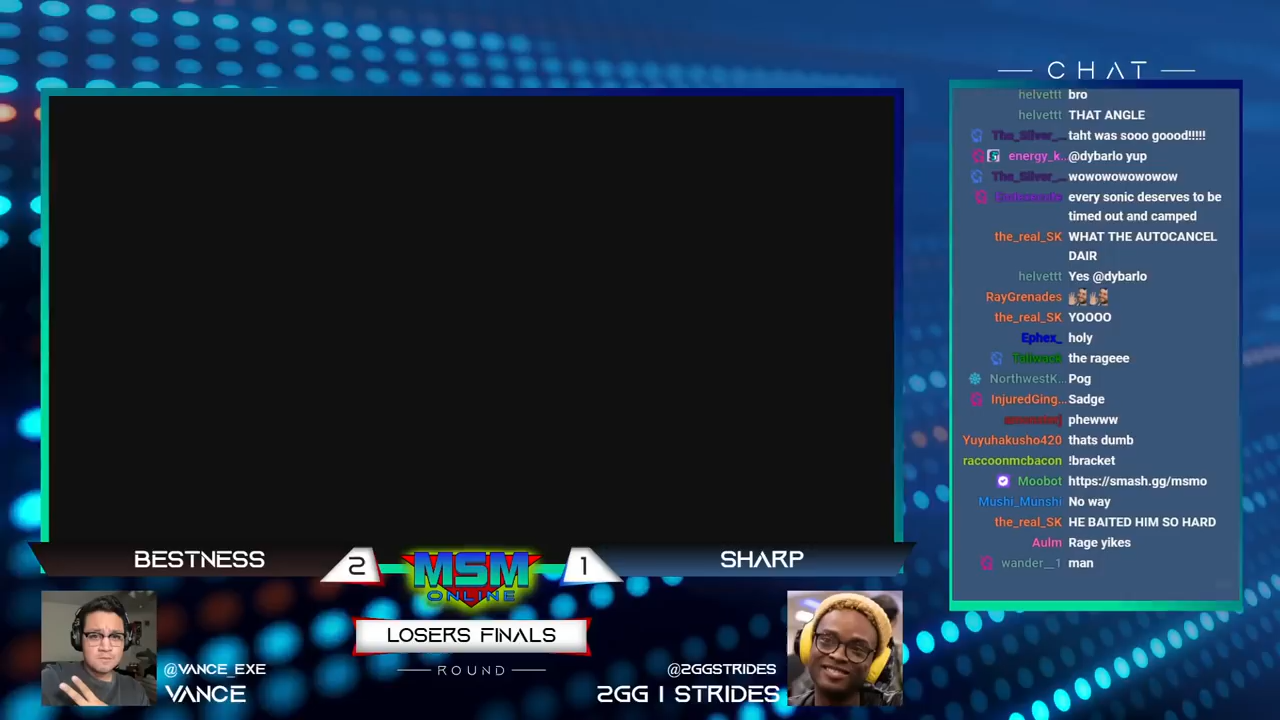 CHAT
helvettt bro
helvettt THAT ANGLE
The_Silver_... taht was sooo goood!!!!!
energy_k... @dybarlo yup
The_Silver_... wowowowowowow
every sonic deserves to be
timed out and camped
the_real_SK WHAT THE AUTOCANCEL
DAIR
helvettt Yes @dybarlo
RayGrenades
the_real_SK YOOOO
Ephex_ holy
the rageee
NorthwestK... Pog
InjuredGing... Sadge
phewww
Yuyuhakusho420 thats dumb
raccoonmcbacon !bracket
Moobot https://smash.gg/msmo
Mushi_Munshi No way
the_real_SK HE BAITED HIM SO HARD
Aulm Rage yikes
wander__1 man
BESTNESS 2 MSM ONLINE 1 SHARP
LOSERS FINALS
ROUND
@VANCE_EXE
VANCE
@2GGSTRIDES
2GG | STRIDES